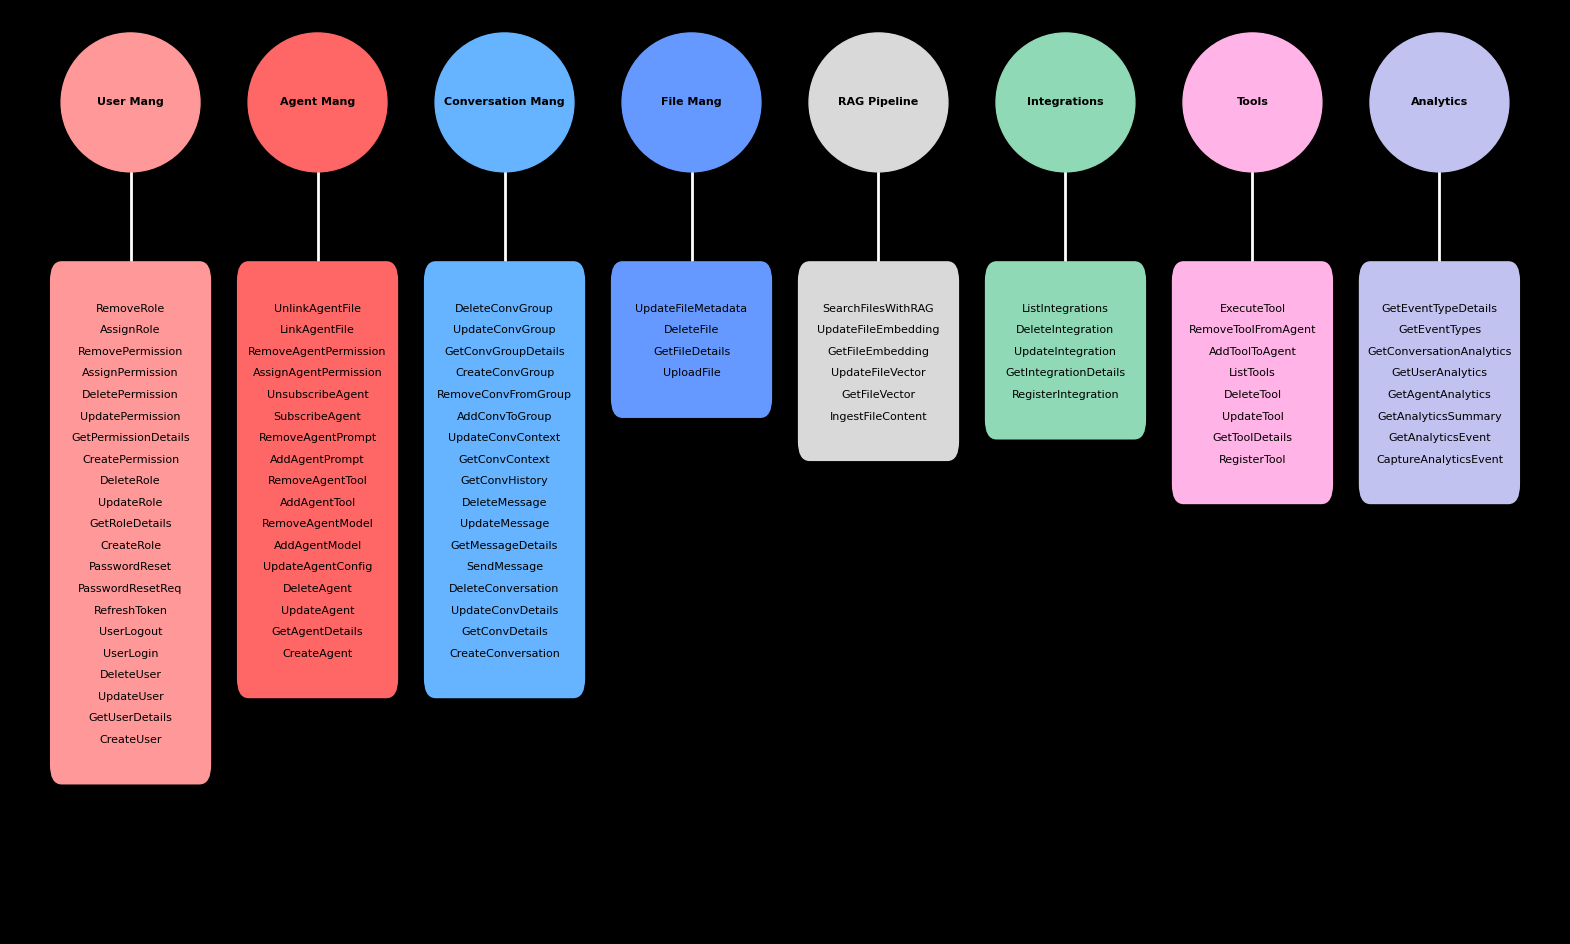 User Mang
Agent Mang
Conversation Mang
File Mang
RAG Pipeline
Integrations
Tools
Analytics
RemoveRole
AssignRole
RemovePermission
AssignPermission
DeletePermission
UpdatePermission
GetPermissionDetails
CreatePermission
DeleteRole
UpdateRole
GetRoleDetails
CreateRole
PasswordReset
PasswordResetReq
RefreshToken
UserLogout
UserLogin
DeleteUser
UpdateUser
GetUserDetails
CreateUser
UnlinkAgentFile
LinkAgentFile
RemoveAgentPermission
AssignAgentPermission
UnsubscribeAgent
SubscribeAgent
RemoveAgentPrompt
AddAgentPrompt
RemoveAgentTool
AddAgentTool
RemoveAgentModel
AddAgentModel
UpdateAgentConfig
DeleteAgent
UpdateAgent
GetAgentDetails
CreateAgent
DeleteConvGroup
UpdateConvGroup
GetConvGroupDetails
CreateConvGroup
RemoveConvFromGroup
AddConvToGroup
UpdateConvContext
GetConvContext
GetConvHistory
DeleteMessage
UpdateMessage
GetMessageDetails
SendMessage
DeleteConversation
UpdateConvDetails
GetConvDetails
CreateConversation
UpdateFileMetadata
DeleteFile
GetFileDetails
UploadFile
SearchFilesWithRAG
UpdateFileEmbedding
GetFileEmbedding
UpdateFileVector
GetFileVector
IngestFileContent
ListIntegrations
DeleteIntegration
UpdateIntegration
GetIntegrationDetails
RegisterIntegration
ExecuteTool
RemoveToolFromAgent
AddToolToAgent
ListTools
DeleteTool
UpdateTool
GetToolDetails
RegisterTool
GetEventTypeDetails
GetEventTypes
GetConversationAnalytics
GetUserAnalytics
GetAgentAnalytics
GetAnalyticsSummary
GetAnalyticsEvent
CaptureAnalyticsEvent